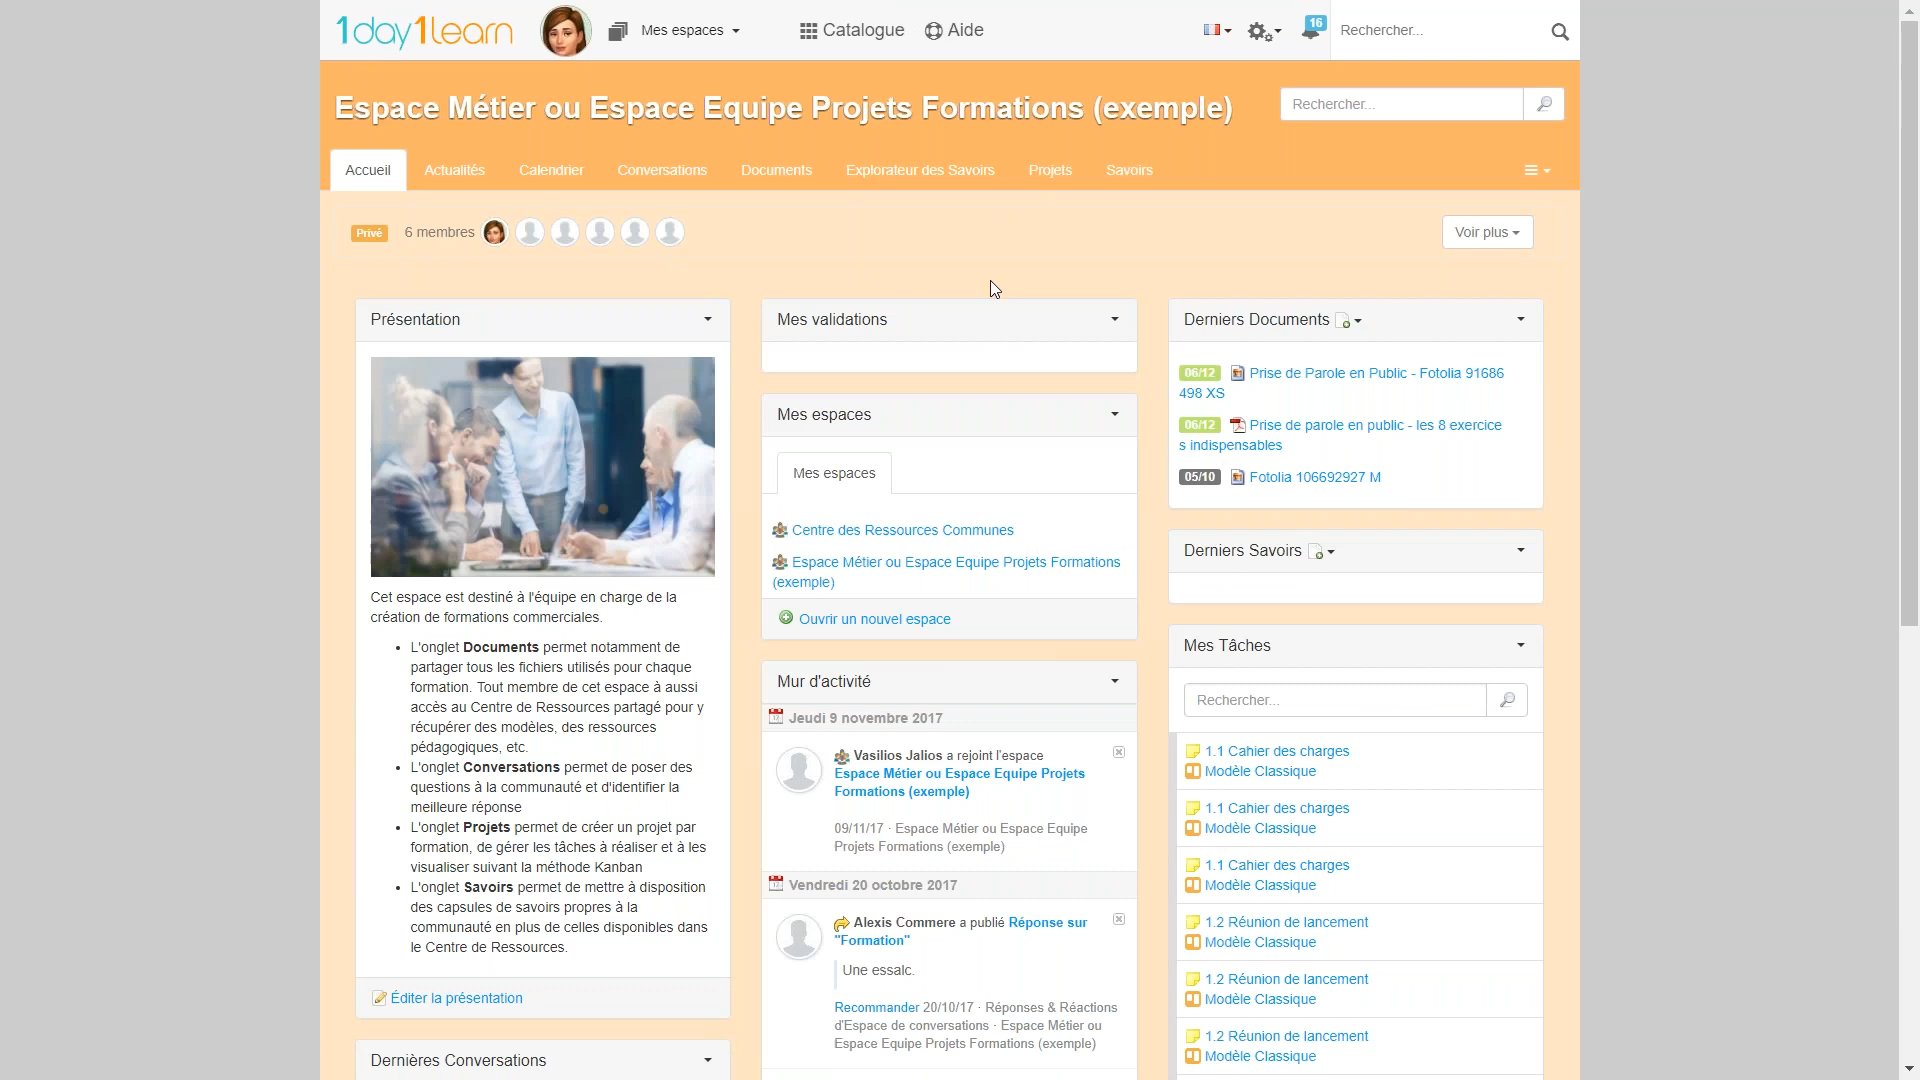 1day1learn
Mes espaces
Catalogue
Aide
16
Rechercher...
Espace Métier ou Espace Equipe Projets Formations (exemple)
Rechercher...
Accueil
Actualités
Calendrier
Conversations
Documents
Explorateur des Savoirs
Projets
Savoirs
Privé
6 membres
Voir plus
Présentation
Cet espace est destiné à l'équipe en charge de la
création de formations commerciales.
• L'onglet Documents permet notamment de
partager tous les fichiers utilisés pour chaque
formation. Tout membre de cet espace à aussi
accès au Centre de Ressources partagé pour y
récupérer des modèles, des ressources
pédagogiques, etc.
• L'onglet Conversations permet de poser des
questions à la communauté et d'identifier la
meilleure réponse
• L'onglet Projets permet de créer un projet par
formation, de gérer les tâches à réaliser et à les
visualiser suivant la méthode Kanban
• L'onglet Savoirs permet de mettre à disposition
des capsules de savoirs propres à la
communauté en plus de celles disponibles dans
le Centre de Ressources.
Éditer la présentation
Dernières Conversations
Mes validations
Mes espaces
Mes espaces
Centre des Ressources Communes
Espace Métier ou Espace Equipe Projets Formations
(exemple)
Ouvrir un nouvel espace
Mur d'activité
Jeudi 9 novembre 2017
Vasilios Jalios a rejoint l'espace
Espace Métier ou Espace Equipe Projets
Formations (exemple)
09/11/17 · Espace Métier ou Espace Equipe
Projets Formations (exemple)
Vendredi 20 octobre 2017
Alexis Commere a publié Réponse sur
"Formation"
Une essalc.
Recommander 20/10/17 · Réponses & Réactions
d'Espace de conversations · Espace Métier ou
Espace Equipe Projets Formations (exemple)
Derniers Documents
06/12 Prise de Parole en Public - Fotolia 91686
498 XS
06/12 Prise de parole en public - les 8 exercice
s indispensables
05/10 Fotolia 106692927 M
Derniers Savoirs
Mes Tâches
Rechercher...
1.1 Cahier des charges
Modèle Classique
1.1 Cahier des charges
Modèle Classique
1.1 Cahier des charges
Modèle Classique
1.2 Réunion de lancement
Modèle Classique
1.2 Réunion de lancement
Modèle Classique
1.2 Réunion de lancement
Modèle Classique